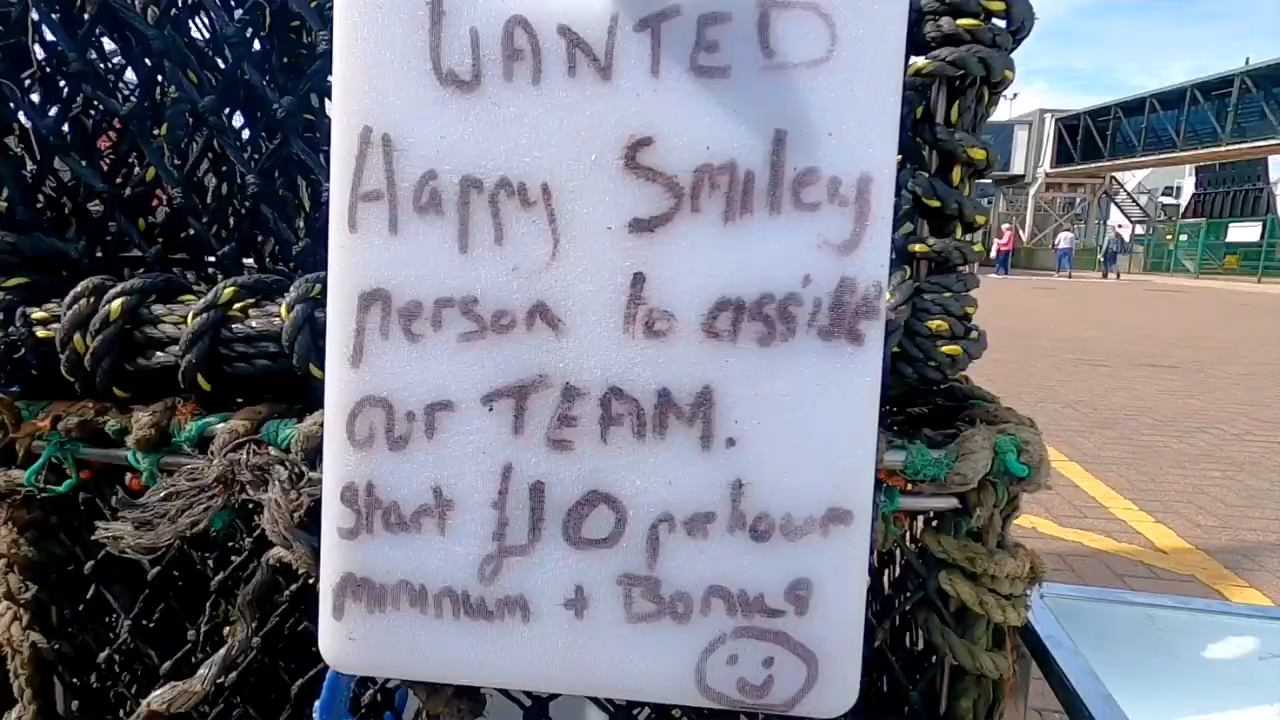 WANTED
Happy Smiley
person to assist
our TEAM.
Start £10 per hour
minimum + Bonus